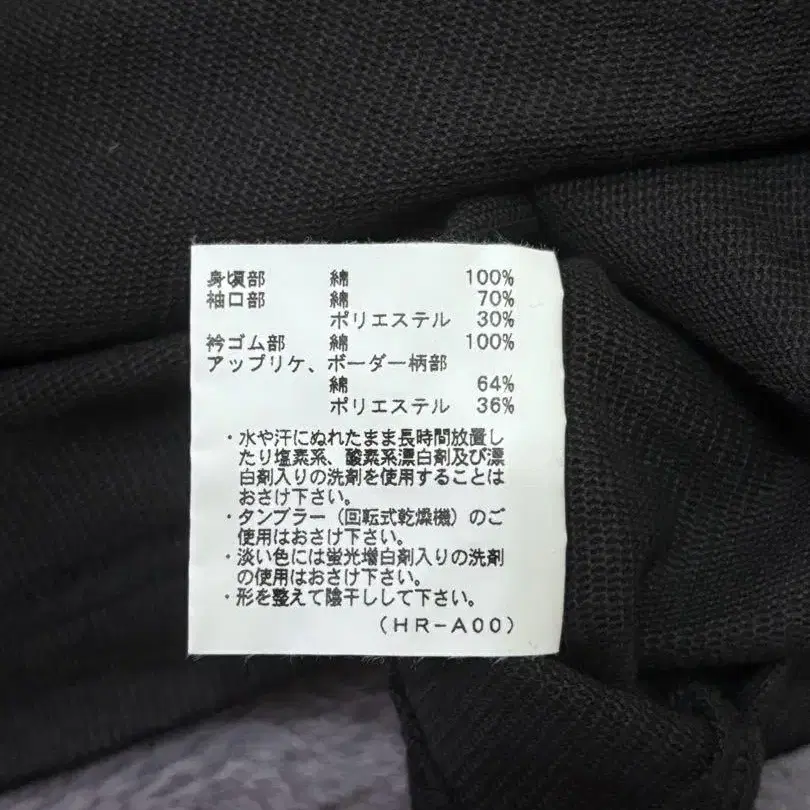 身頃部 綿 100%
袖口部 綿 70%
ポリエステル 30%
衿ゴム部 綿 100%
アップリケ、ボーダー柄部
綿 64%
ポリエステル 36%
・水や汗にぬれたまま長時間放置し
たり塩素系、酸素系漂白剤及び漂
白剤入りの洗剤を使用することは
おさけ下さい。
・タンブラー（回転式乾燥機）のご
使用はおさけ下さい。
・淡い色には蛍光増白剤入りの洗剤
の使用はおさけ下さい。
・形を整えて陰干しして下さい。
(HR-A00)